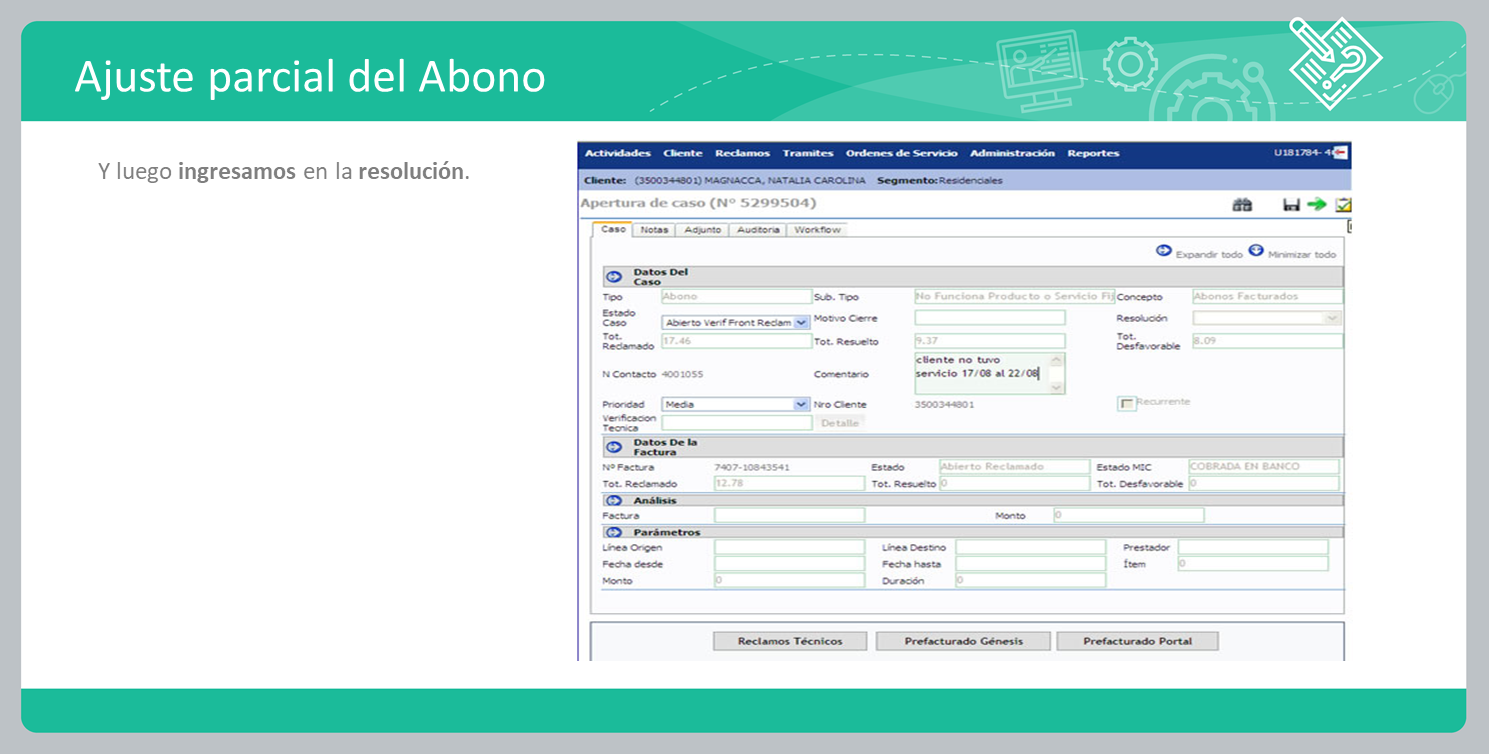 Ajuste parcial del Abono
Y luego ingresamos en la resolución.
Actividades Cliente Reclamos Tramites Ordenes de Servicio Administración Reportes U181784-
Cliente: (3500344801) MAGNACCA, NATALIA CAROLINA Segmento:Residenciales
Apertura de caso (Nº 5299504)
Caso Notas Adjunto Auditoria Workflow
Expandir todo Minimizar todo
Datos Del
Caso
Tipo Abono Sub. Tipo No Funciona Producto o Servicio Fij Concepto Abonos Facturados
Estado
Caso Abierto Verif Front Reclam Motivo Cierre Resolución
Tot.
Reclamado 17.46 Tot. Resuelto 9.37 Tot.
Desfavorable 8.09
N Contacto 4001055 Comentario cliente no tuvo
servicio 17/08 al 22/08
Prioridad Media Nro Cliente 3500344801 Recurrente
Verificacion
Tecnica Detalle
Datos De la
Factura
Nº Factura 7407-10843541 Estado Abierto Reclamado Estado MIC COBRADA EN BANCO
Tot. Reclamado 12.78 Tot. Resuelto 0 Tot. Desfavorable 0
Análisis
Factura Monto 0
Parámetros
Línea Origen Línea Destino Prestador
Fecha desde Fecha hasta Ítem 0
Monto 0 Duración 0
Reclamos Técnicos Prefacturado Génesis Prefacturado Portal